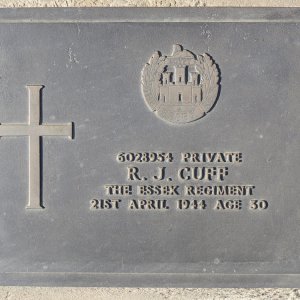 6028954 PRIVATE
R. J. CUFF
THE ESSEX REGIMENT
21ST APRIL 1944 AGE 30